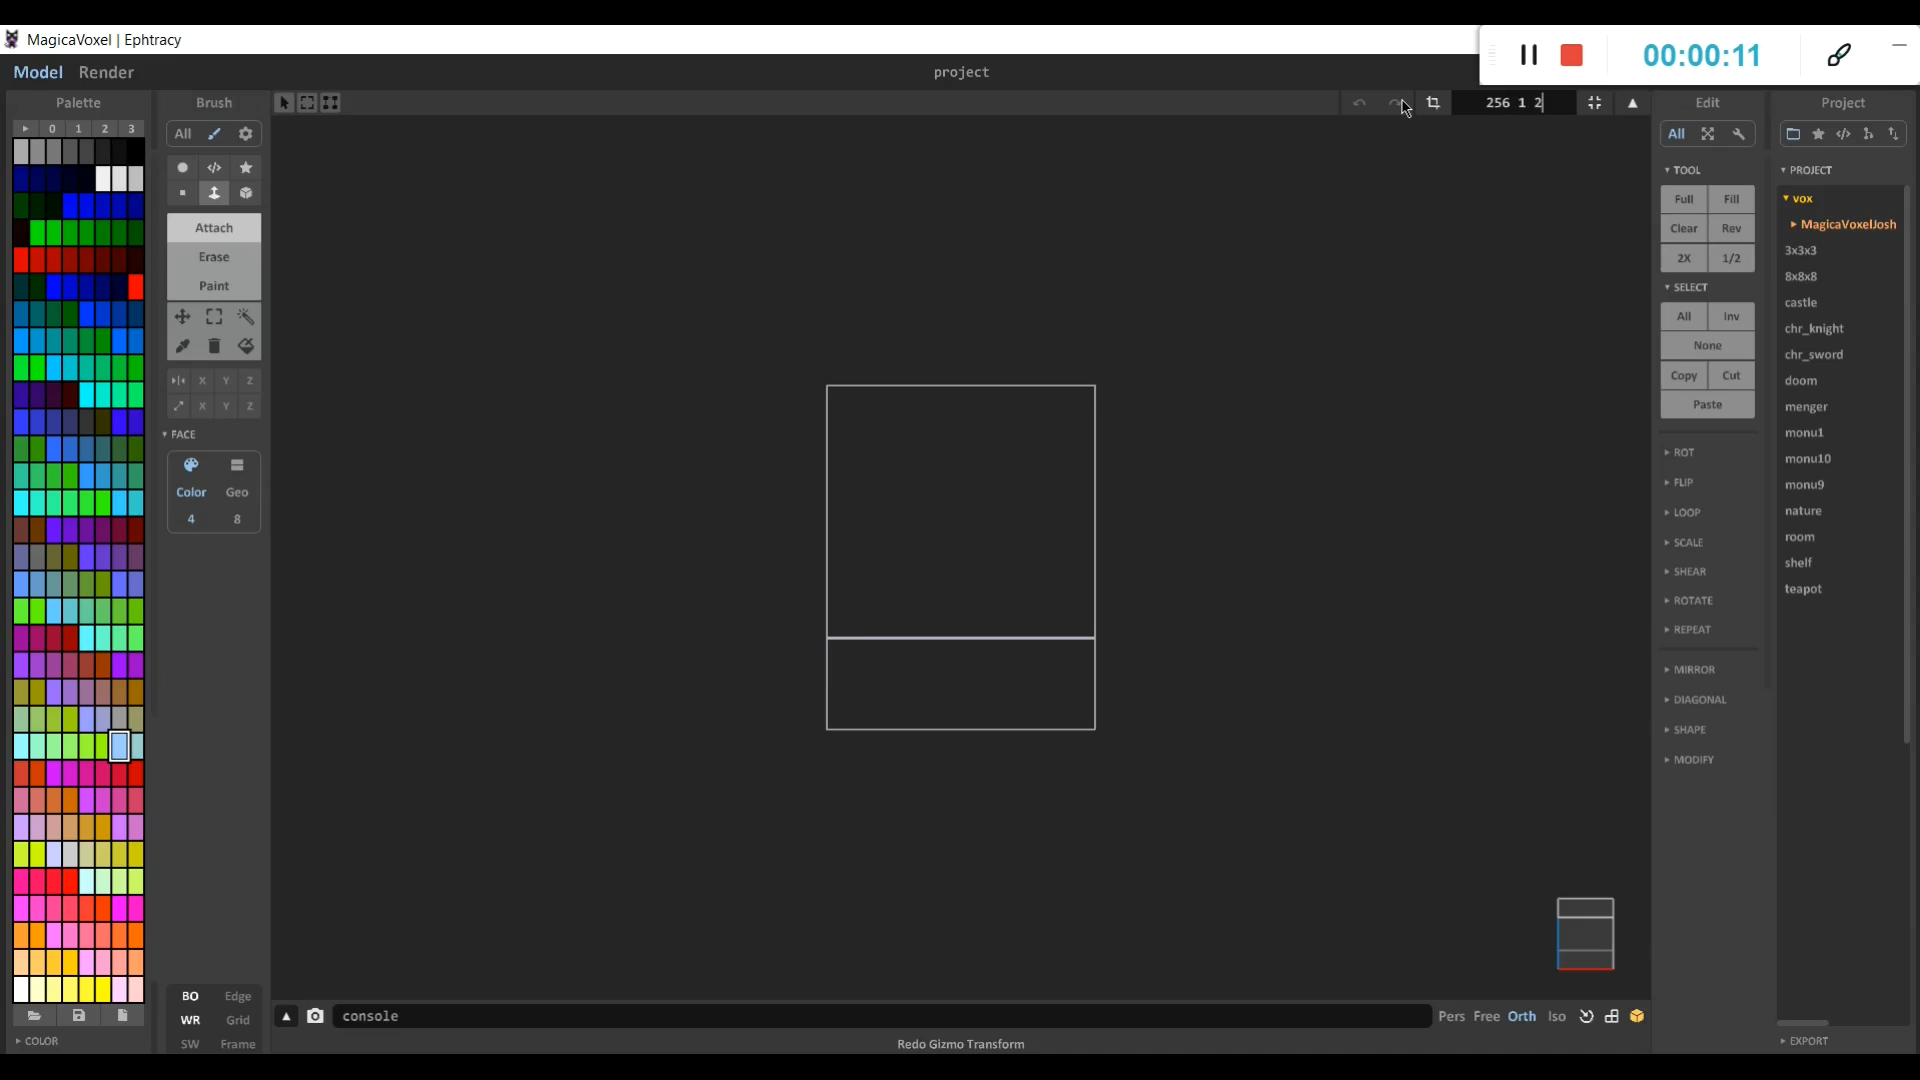 MagicaVoxel | Ephtracy
00:00:11
Model Render
project
Palette
Brush
256 1 2
Edit
Project
0 1 2 3
All
All
TOOL
PROJECT
Full Fill
vox
Attach
Clear Rev
MagicaVoxelJosh
Erase
2X 1/2
3x3x3
Paint
SELECT
8x8x8
All Inv
castle
None
chr_knight
Copy Cut
chr_sword
X Y Z
Paste
doom
X Y Z
menger
FACE
monu1
ROT
monu10
Color Geo
FLIP
monu9
4 8
LOOP
nature
SCALE
room
SHEAR
shelf
ROTATE
teapot
REPEAT
MIRROR
DIAGONAL
SHAPE
MODIFY
BO Edge
WR Grid
SW Frame
console
Pers Free Orth Iso
COLOR
Redo Gizmo Transform
EXPORT